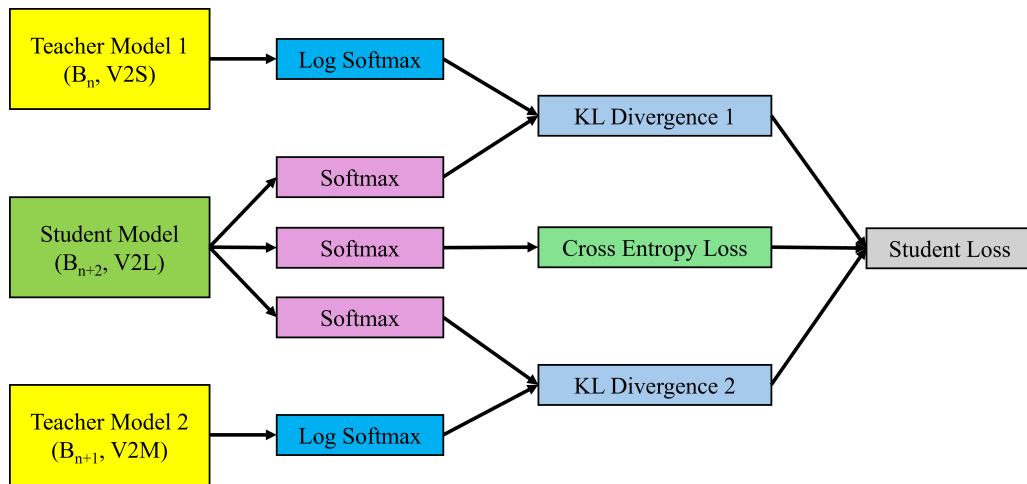 Teacher Model 1
(Bn, V2S)
Log Softmax
KL Divergence 1
Softmax
Student Model
(Bn+2, V2L)
Softmax
Cross Entropy Loss
Student Loss
Softmax
KL Divergence 2
Teacher Model 2
(Bn+1, V2M)
Log Softmax